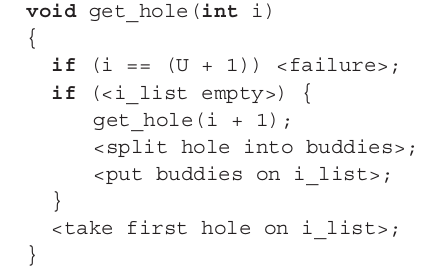 void get_hole(int i)
{
if (i == (U + 1)) <failure>;
if (<i_list empty>) {
get_hole(i + 1);
<split hole into buddies>;
<put buddies on i_list>;
}
<take first hole on i_list>;
}